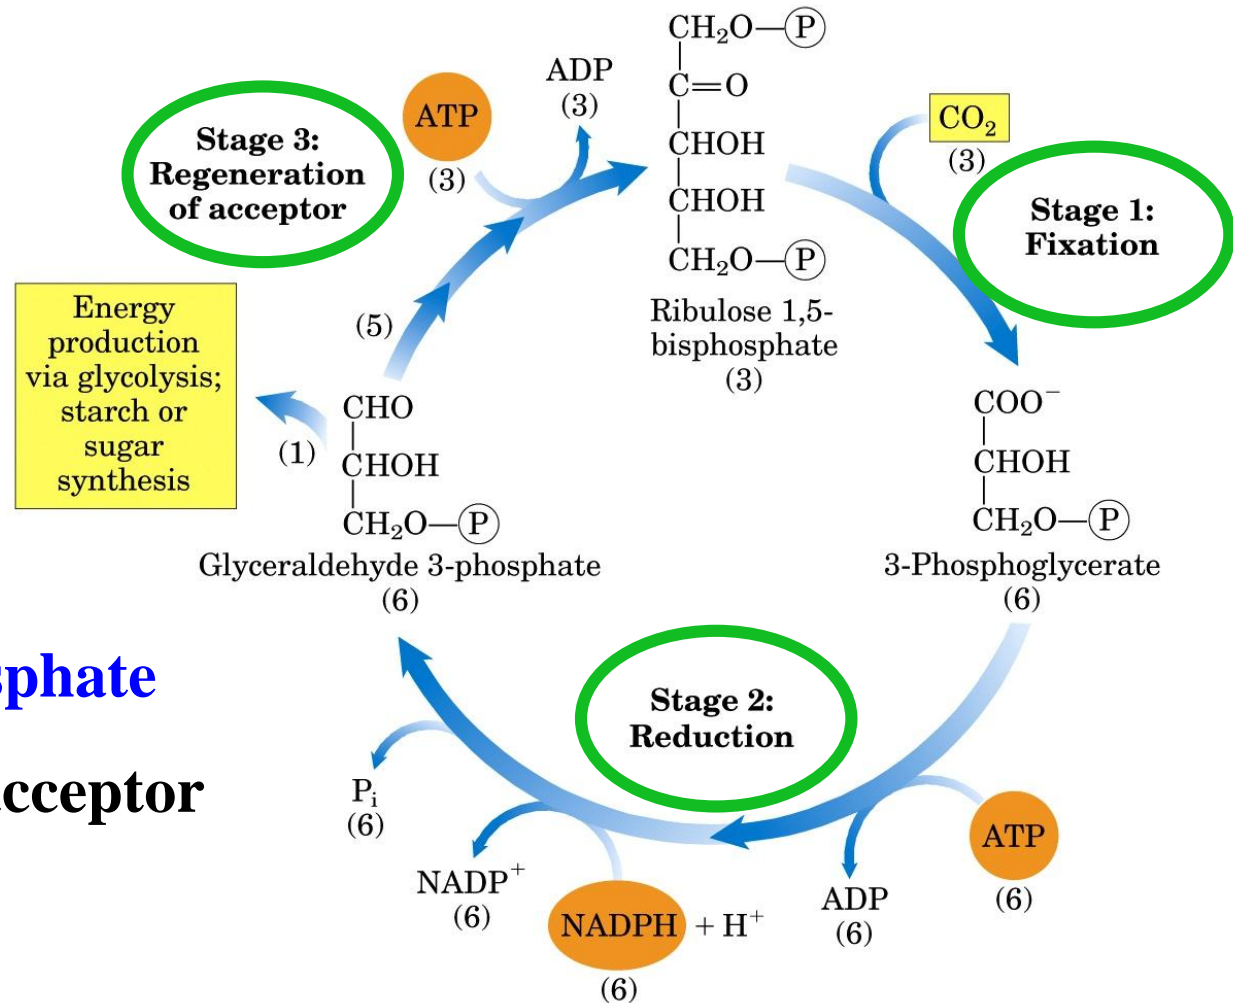 CH₂O—Ⓟ
C=O
CHOH
CHOH
CH₂O—Ⓟ
Ribulose 1,5-
bisphosphate
(3)
CO₂
(3)
Stage 1:
Fixation
COO⁻
CHOH
CH₂O—Ⓟ
3-Phosphoglycerate
(6)
ATP
(6)
ADP
(6)
Stage 2:
Reduction
NADPH + H⁺
(6)
NADP⁺
(6)
Pᵢ
(6)
CHO
CHOH
CH₂O—Ⓟ
Glyceraldehyde 3-phosphate
(6)
(1)
Energy
production
via glycolysis;
starch or
sugar
synthesis
(5)
Stage 3:
Regeneration
of acceptor
ATP
(3)
ADP
(3)
sphate
cceptor